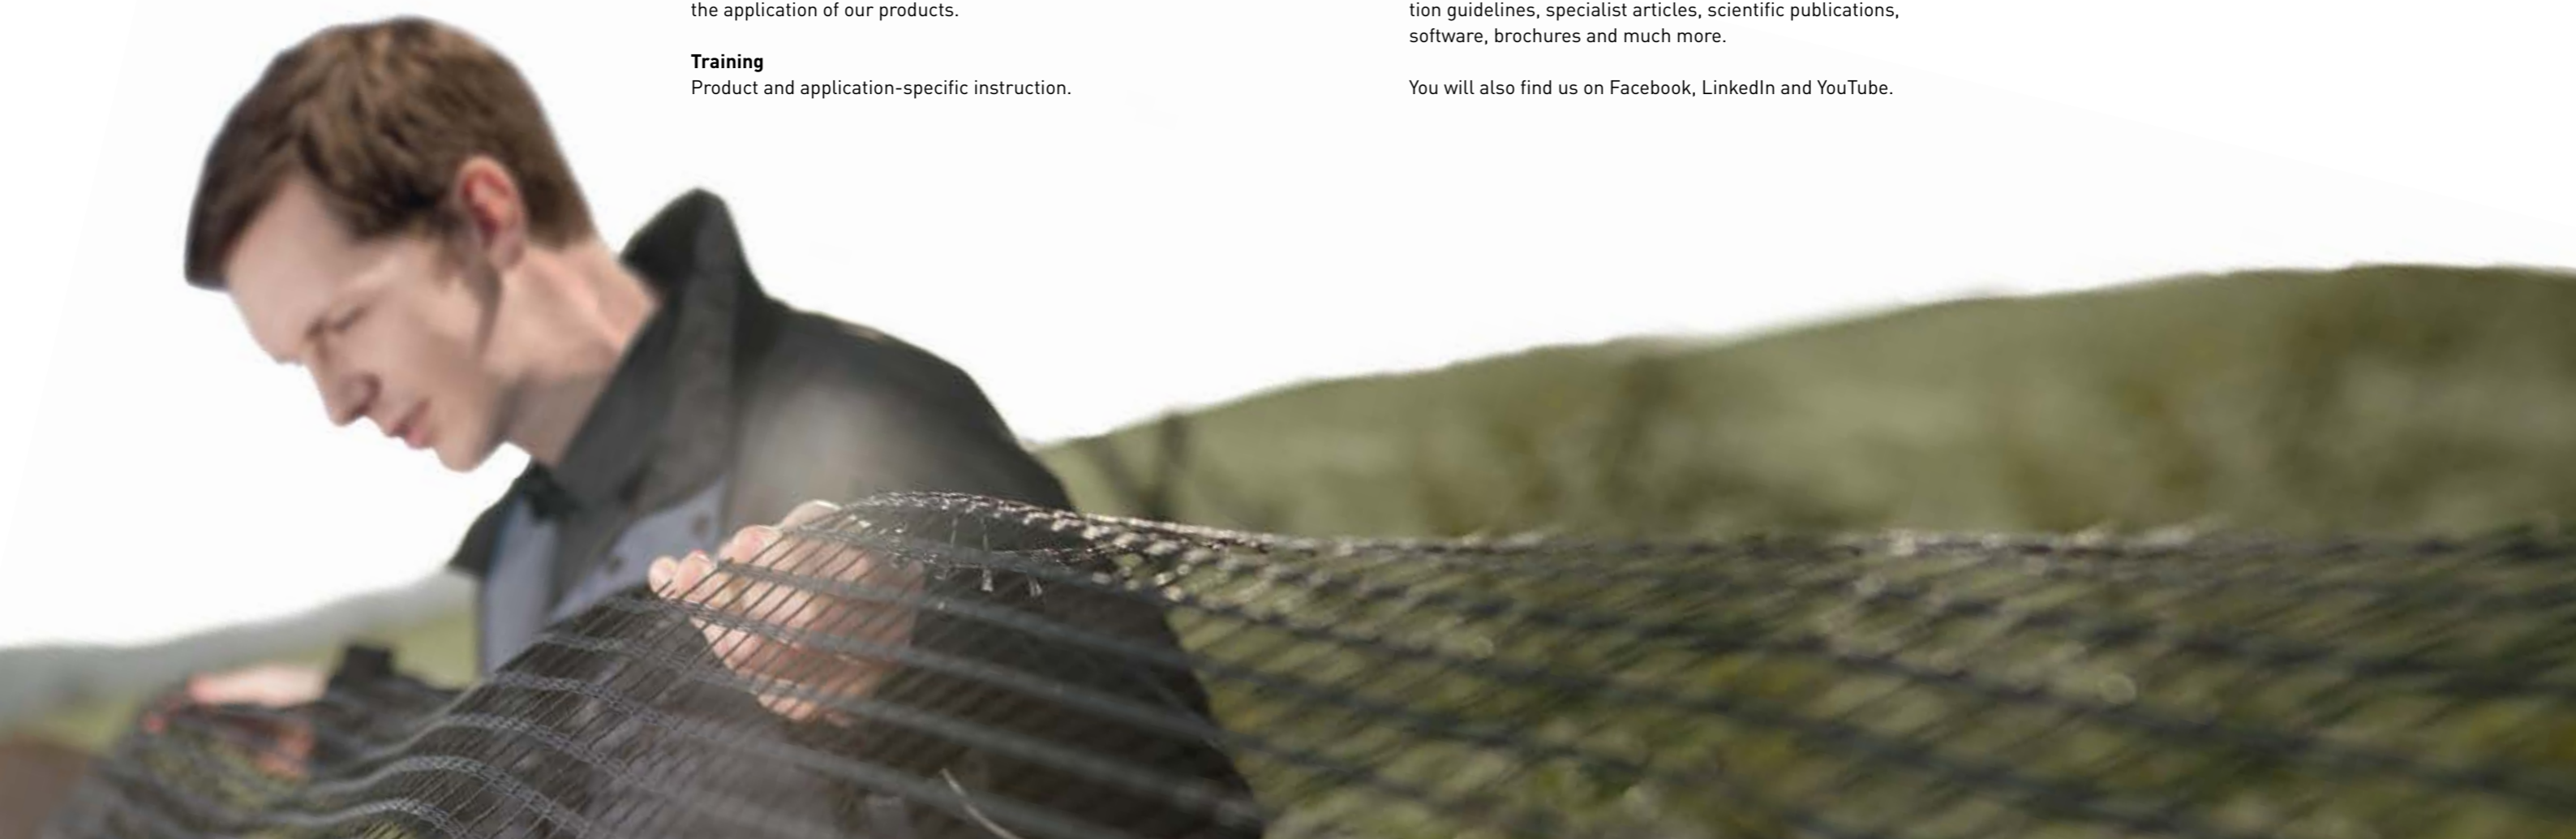 the application of our products.
Training
Product and application-specific instruction.
tion guidelines, specialist articles, scientific publications,
software, brochures and much more.
You will also find us on Facebook, LinkedIn and YouTube.